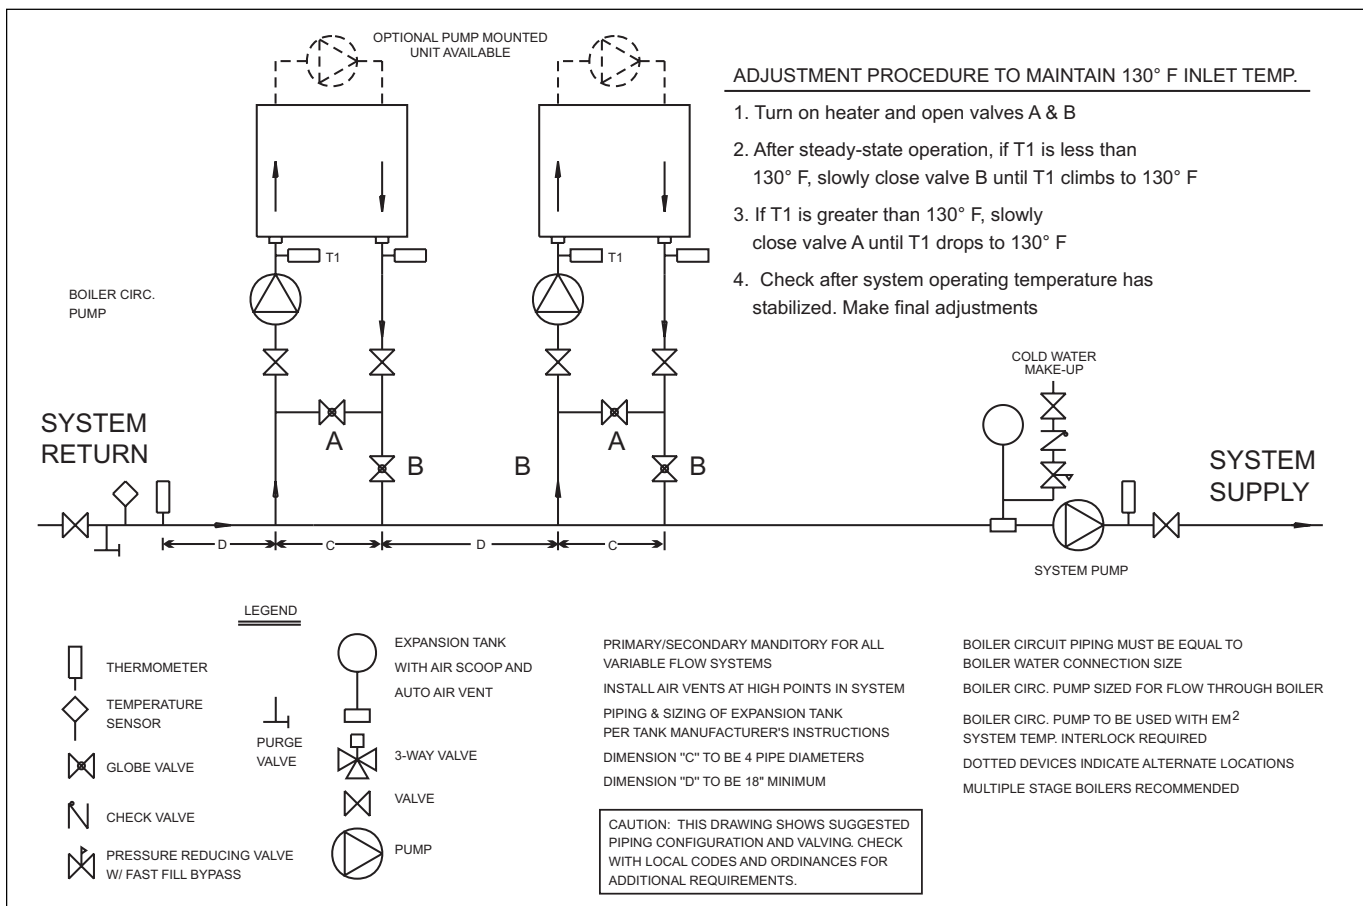 OPTIONAL PUMP MOUNTED
UNIT AVAILABLE
ADJUSTMENT PROCEDURE TO MAINTAIN 130° F INLET TEMP.
1. Turn on heater and open valves A & B
2. After steady-state operation, if T1 is less than
130° F, slowly close valve B until T1 climbs to 130° F
3. If T1 is greater than 130° F, slowly
close valve A until T1 drops to 130° F
4. Check after system operating temperature has
stabilized. Make final adjustments
T1
T1
BOILER CIRC.
PUMP
COLD WATER
MAKE-UP
SYSTEM
RETURN
A
B
B
A
B
SYSTEM
SUPPLY
D
C
D
C
SYSTEM PUMP
LEGEND
THERMOMETER
TEMPERATURE
SENSOR
GLOBE VALVE
CHECK VALVE
PRESSURE REDUCING VALVE
W/ FAST FILL BYPASS
PURGE
VALVE
EXPANSION TANK
WITH AIR SCOOP AND
AUTO AIR VENT
3-WAY VALVE
VALVE
PUMP
PRIMARY/SECONDARY MANDITORY FOR ALL
VARIABLE FLOW SYSTEMS
INSTALL AIR VENTS AT HIGH POINTS IN SYSTEM
PIPING & SIZING OF EXPANSION TANK
PER TANK MANUFACTURER'S INSTRUCTIONS
DIMENSION "C" TO BE 4 PIPE DIAMETERS
DIMENSION "D" TO BE 18" MINIMUM
CAUTION: THIS DRAWING SHOWS SUGGESTED
PIPING CONFIGURATION AND VALVING. CHECK
WITH LOCAL CODES AND ORDINANCES FOR
ADDITIONAL REQUIREMENTS.
BOILER CIRCUIT PIPING MUST BE EQUAL TO
BOILER WATER CONNECTION SIZE
BOILER CIRC. PUMP SIZED FOR FLOW THROUGH BOILER
BOILER CIRC. PUMP TO BE USED WITH EM²
SYSTEM TEMP. INTERLOCK REQUIRED
DOTTED DEVICES INDICATE ALTERNATE LOCATIONS
MULTIPLE STAGE BOILERS RECOMMENDED